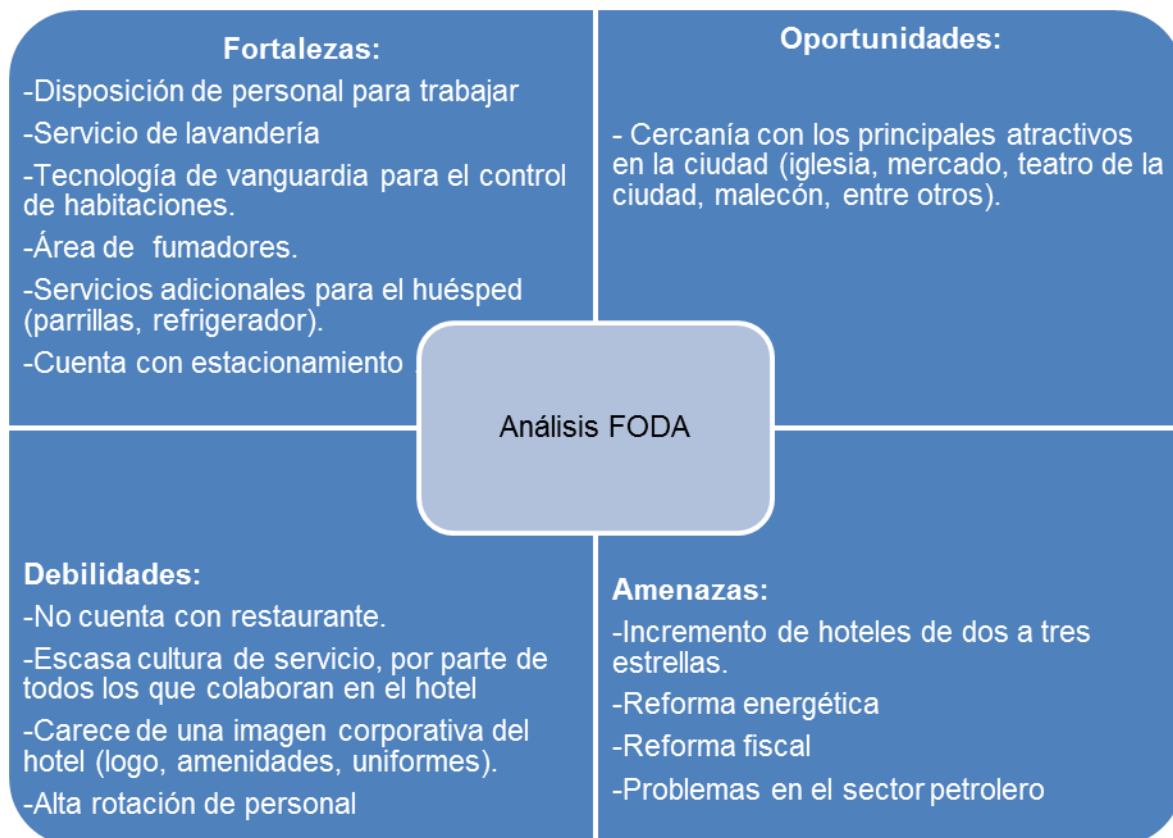 Fortalezas:
-Disposición de personal para trabajar
-Servicio de lavandería
-Tecnología de vanguardia para el control
de habitaciones.
-Área de fumadores.
-Servicios adicionales para el huésped
(parrillas, refrigerador).
-Cuenta con estacionamiento .
Oportunidades:
- Cercanía con los principales atractivos
en la ciudad (iglesia, mercado, teatro de la
ciudad, malecón, entre otros).
Análisis FODA
Debilidades:
-No cuenta con restaurante.
-Escasa cultura de servicio, por parte de
todos los que colaboran en el hotel
-Carece de una imagen corporativa del
hotel (logo, amenidades, uniformes).
-Alta rotación de personal
Amenazas:
-Incremento de hoteles de dos a tres
estrellas.
-Reforma energética
-Reforma fiscal
-Problemas en el sector petrolero